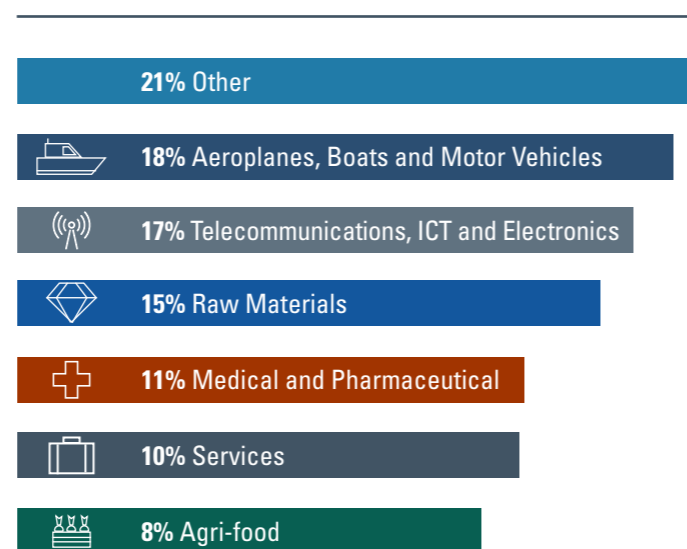 21% Other
18% Aeroplanes, Boats and Motor Vehicles
17% Telecommunications, ICT and Electronics
15% Raw Materials
11% Medical and Pharmaceutical
10% Services
8% Agri-food